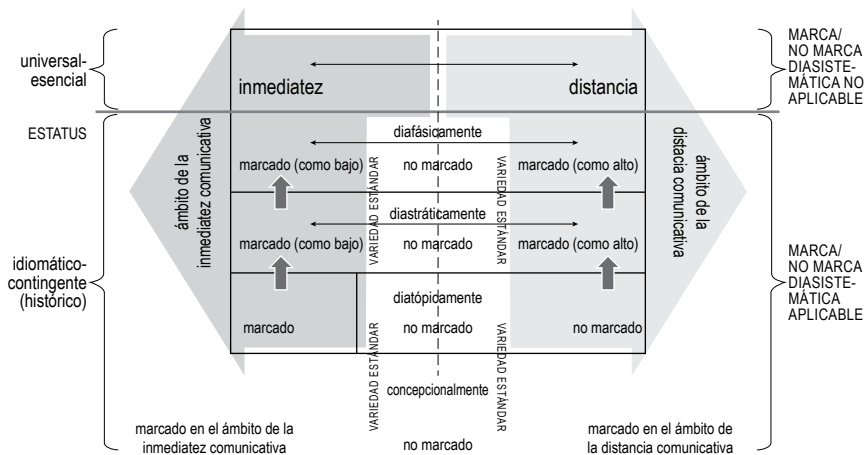 universal-
esencial
ESTATUS
idiomático-
contingente
(histórico)
ámbito de la
inmediatez comunicativa
inmediatez
distancia
diafásicamente
marcado (como bajo)
VARIEDAD ESTÁNDAR
no marcado
VARIEDAD ESTÁNDAR
marcado (como alto)
diastráticamente
marcado (como bajo)
no marcado
marcado (como alto)
diatópicamente
marcado
VARIEDAD ESTÁNDAR
no marcado
VARIEDAD ESTÁNDAR
no marcado
concepcionalmente
marcado en el ámbito de la
inmediatez comunicativa
no marcado
marcado en el ámbito de
la distancia comunicativa
ámbito de la
distacia comunicativa
MARCA/
NO MARCA
DIASISTE-
MÁTICA NO
APLICABLE
MARCA/
NO MARCA
DIASISTE-
MÁTICA
APLICABLE